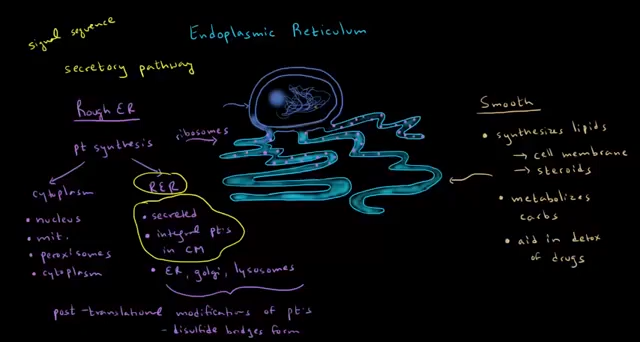 signal sequence
Endoplasmic Reticulum
secretory pathway
Rough ER
pt synthesis
cytoplasm
• nucleus
• mit.
• peroxisomes
• cytoplasm
RER
• secreted
• integral pt's
in CM
• ER, golgi, lysosomes
post-translational modifications of pt's
- disulfide bridges form
ribosomes
Smooth
• synthesizes lipids
→ cell membrane
→ steroids
• metabolizes
carbs
• aid in detox
of drugs